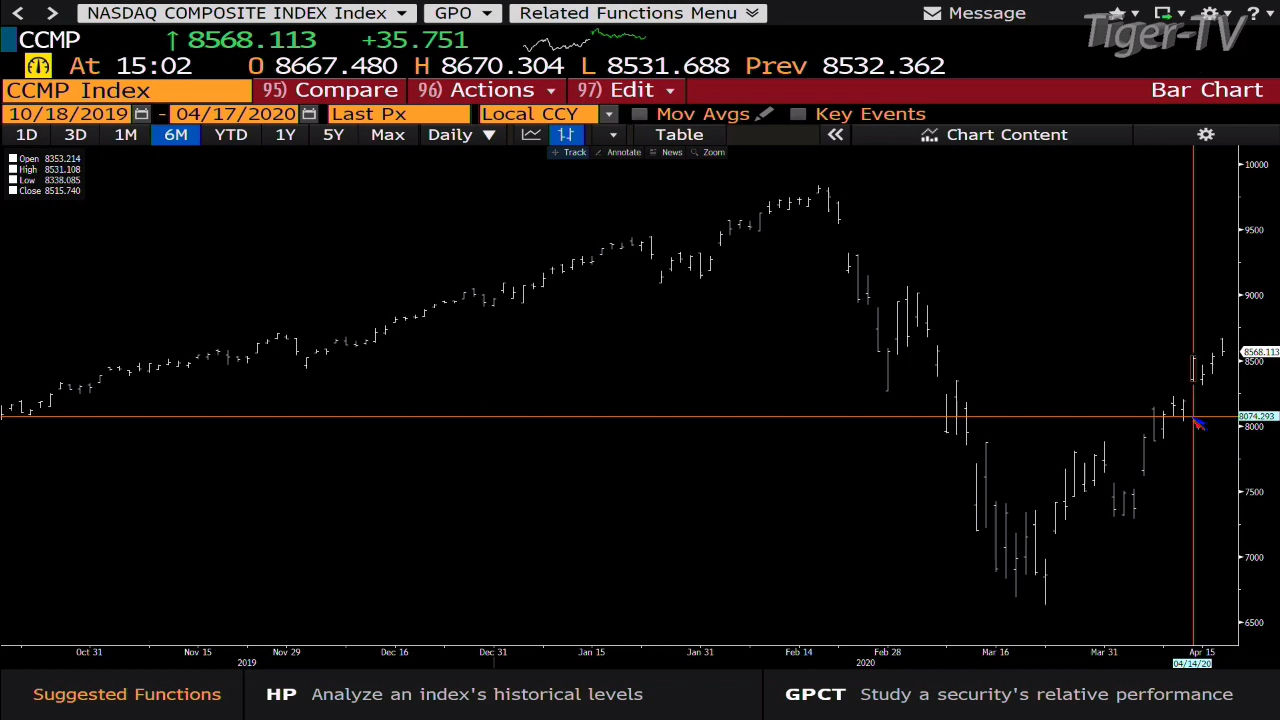 NASDAQ COMPOSITE INDEX Index GPO Related Functions Menu Message ?
Tiger-TV
CCMP ↑ 8568.113 +35.751
At 15:02 O 8667.480 H 8670.304 L 8531.688 Prev 8532.362
CCMP Index 95) Compare 96) Actions 97) Edit Bar Chart
10/18/2019 - 04/17/2020 Last Px Local CCY Mov Avgs Key Events
1D 3D 1M 6M YTD 1Y 5Y Max Daily ▼ Table « Chart Content
+ Track Annotate News Zoom
Open 8353.214
High 8531.108
Low 8338.085
Close 8515.740
10000
9500
9000
8568.113
8500
8074.293
8000
7500
7000
6500
Oct 31 Nov 15 Nov 29 Dec 16 Dec 31 Jan 15 Jan 31 Feb 14 Feb 28 Mar 16 Mar 31 Apr 15
2019 2020 04/14/20
Suggested Functions HP Analyze an index's historical levels GPCT Study a security's relative performance